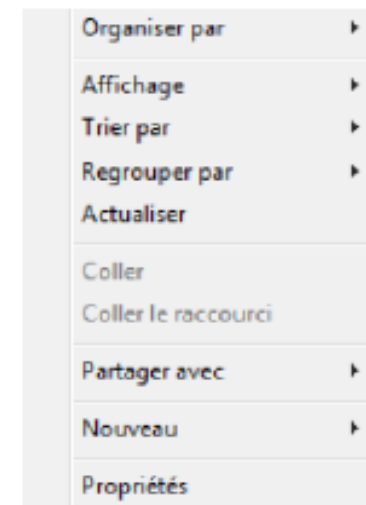 Organiser par
Affichage
Trier par
Regrouper par
Actualiser
Coller
Coller le raccourci
Partager avec
Nouveau
Propriétés